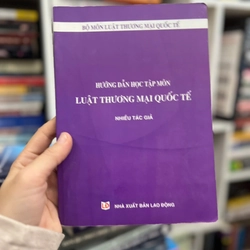 BỘ MÔN LUẬT THƯƠNG MẠI QUỐC TẾ
HƯỚNG DẪN HỌC TẬP MÔN
LUẬT THƯƠNG MẠI QUỐC TẾ
NHIỀU TÁC GIẢ
NHÀ XUẤT BẢN LAO ĐỘNG